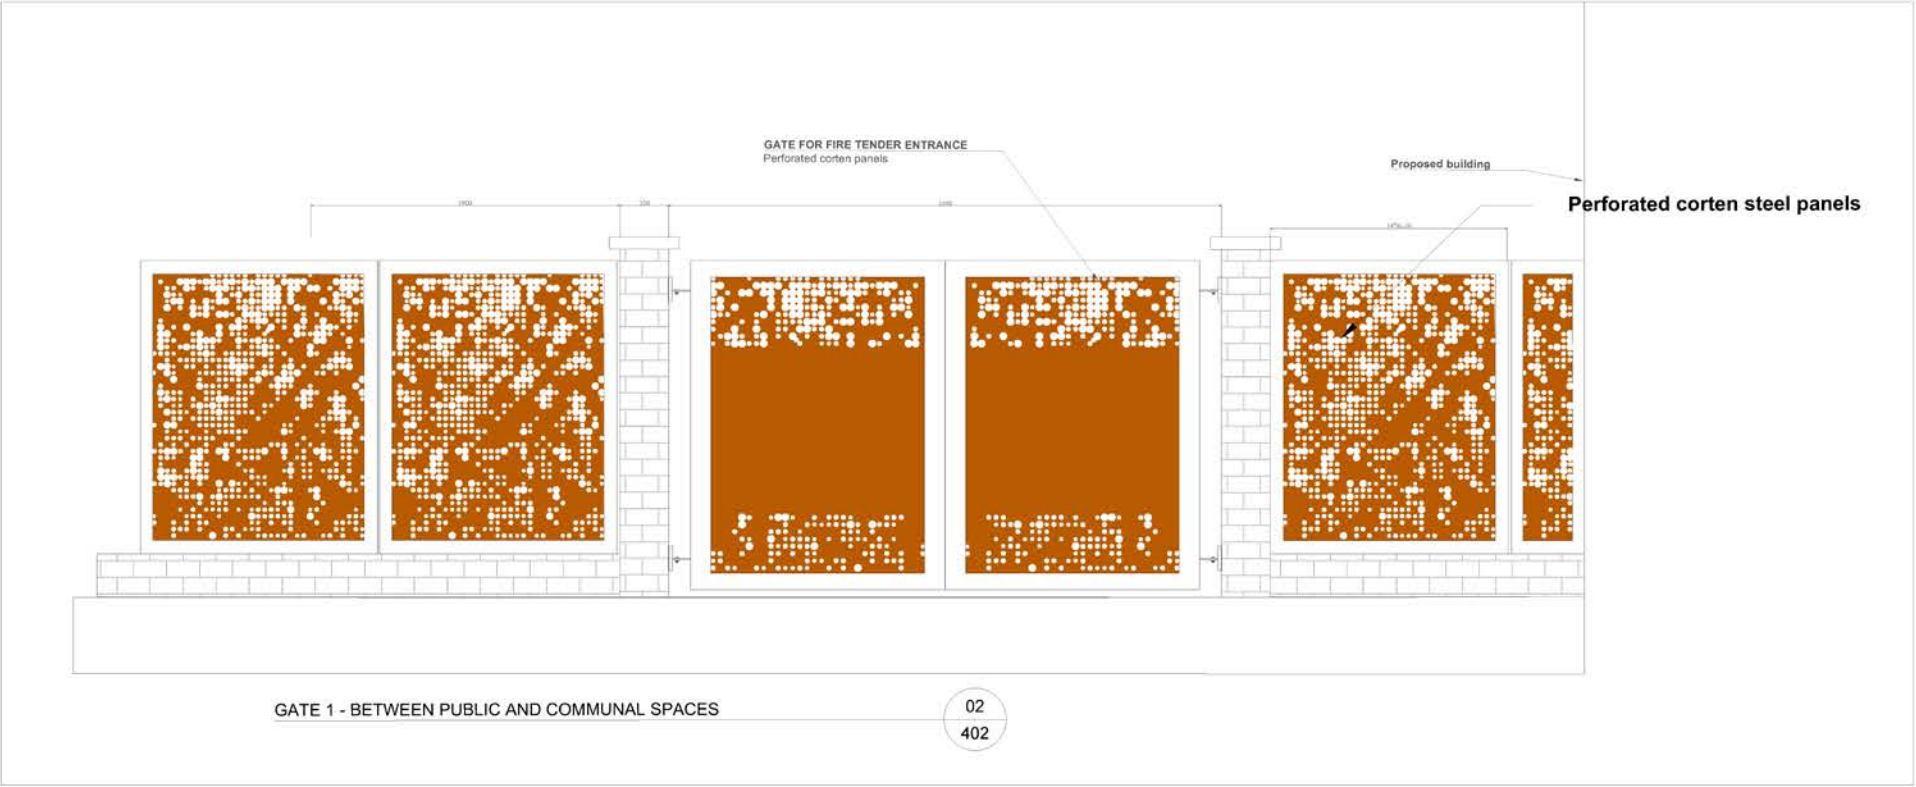 GATE FOR FIRE TENDER ENTRANCE
Perforated corten panels
Proposed building
Perforated corten steel panels
GATE 1 - BETWEEN PUBLIC AND COMMUNAL SPACES
02
402